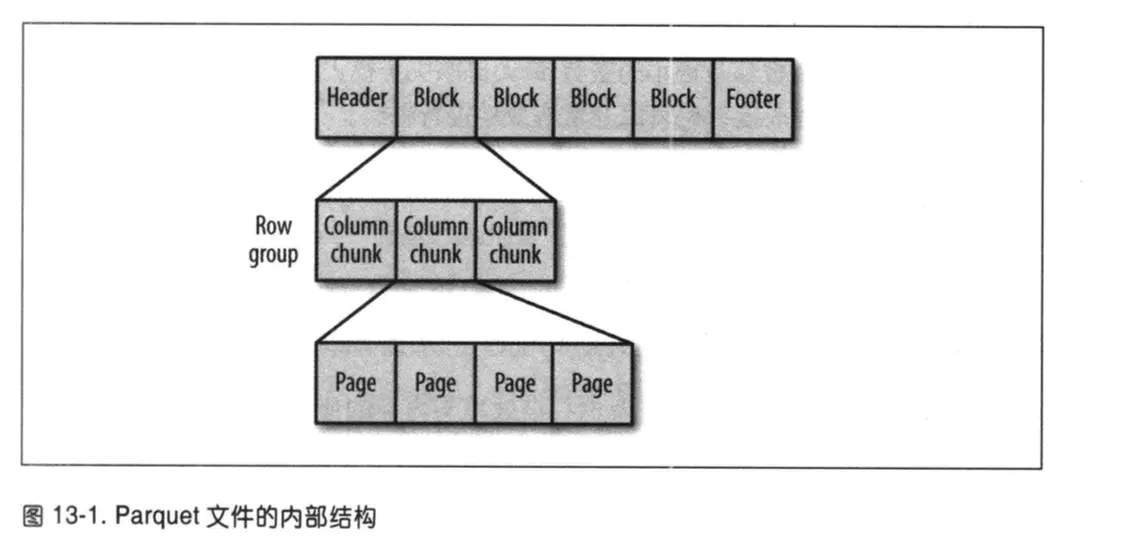 Header Block Block Block Block Footer
Row
group
Column Column Column
chunk chunk chunk
Page Page Page Page
图 13-1. Parquet 文件的内部结构